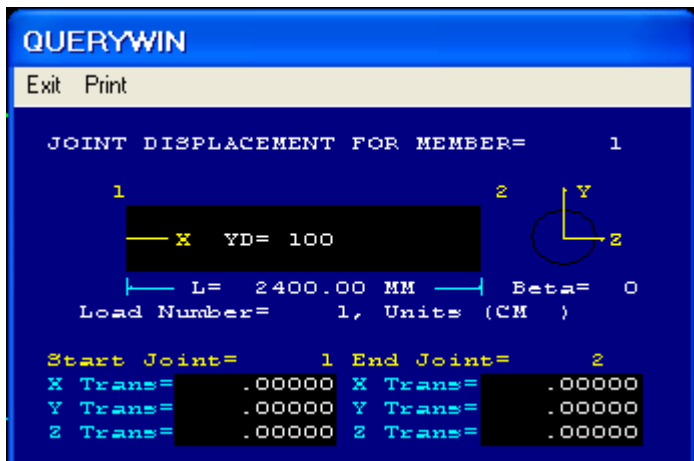 QUERYWIN
Exit Print
JOINT DISPLACEMENT FOR MEMBER= 1
1 2 Y
X YD= 100 Z
L= 2400.00 MM Beta= 0
Load Number= 1, Units (CM )
Start Joint= 1 End Joint= 2
X Trans= .00000 X Trans= .00000
Y Trans= .00000 Y Trans= .00000
Z Trans= .00000 Z Trans= .00000